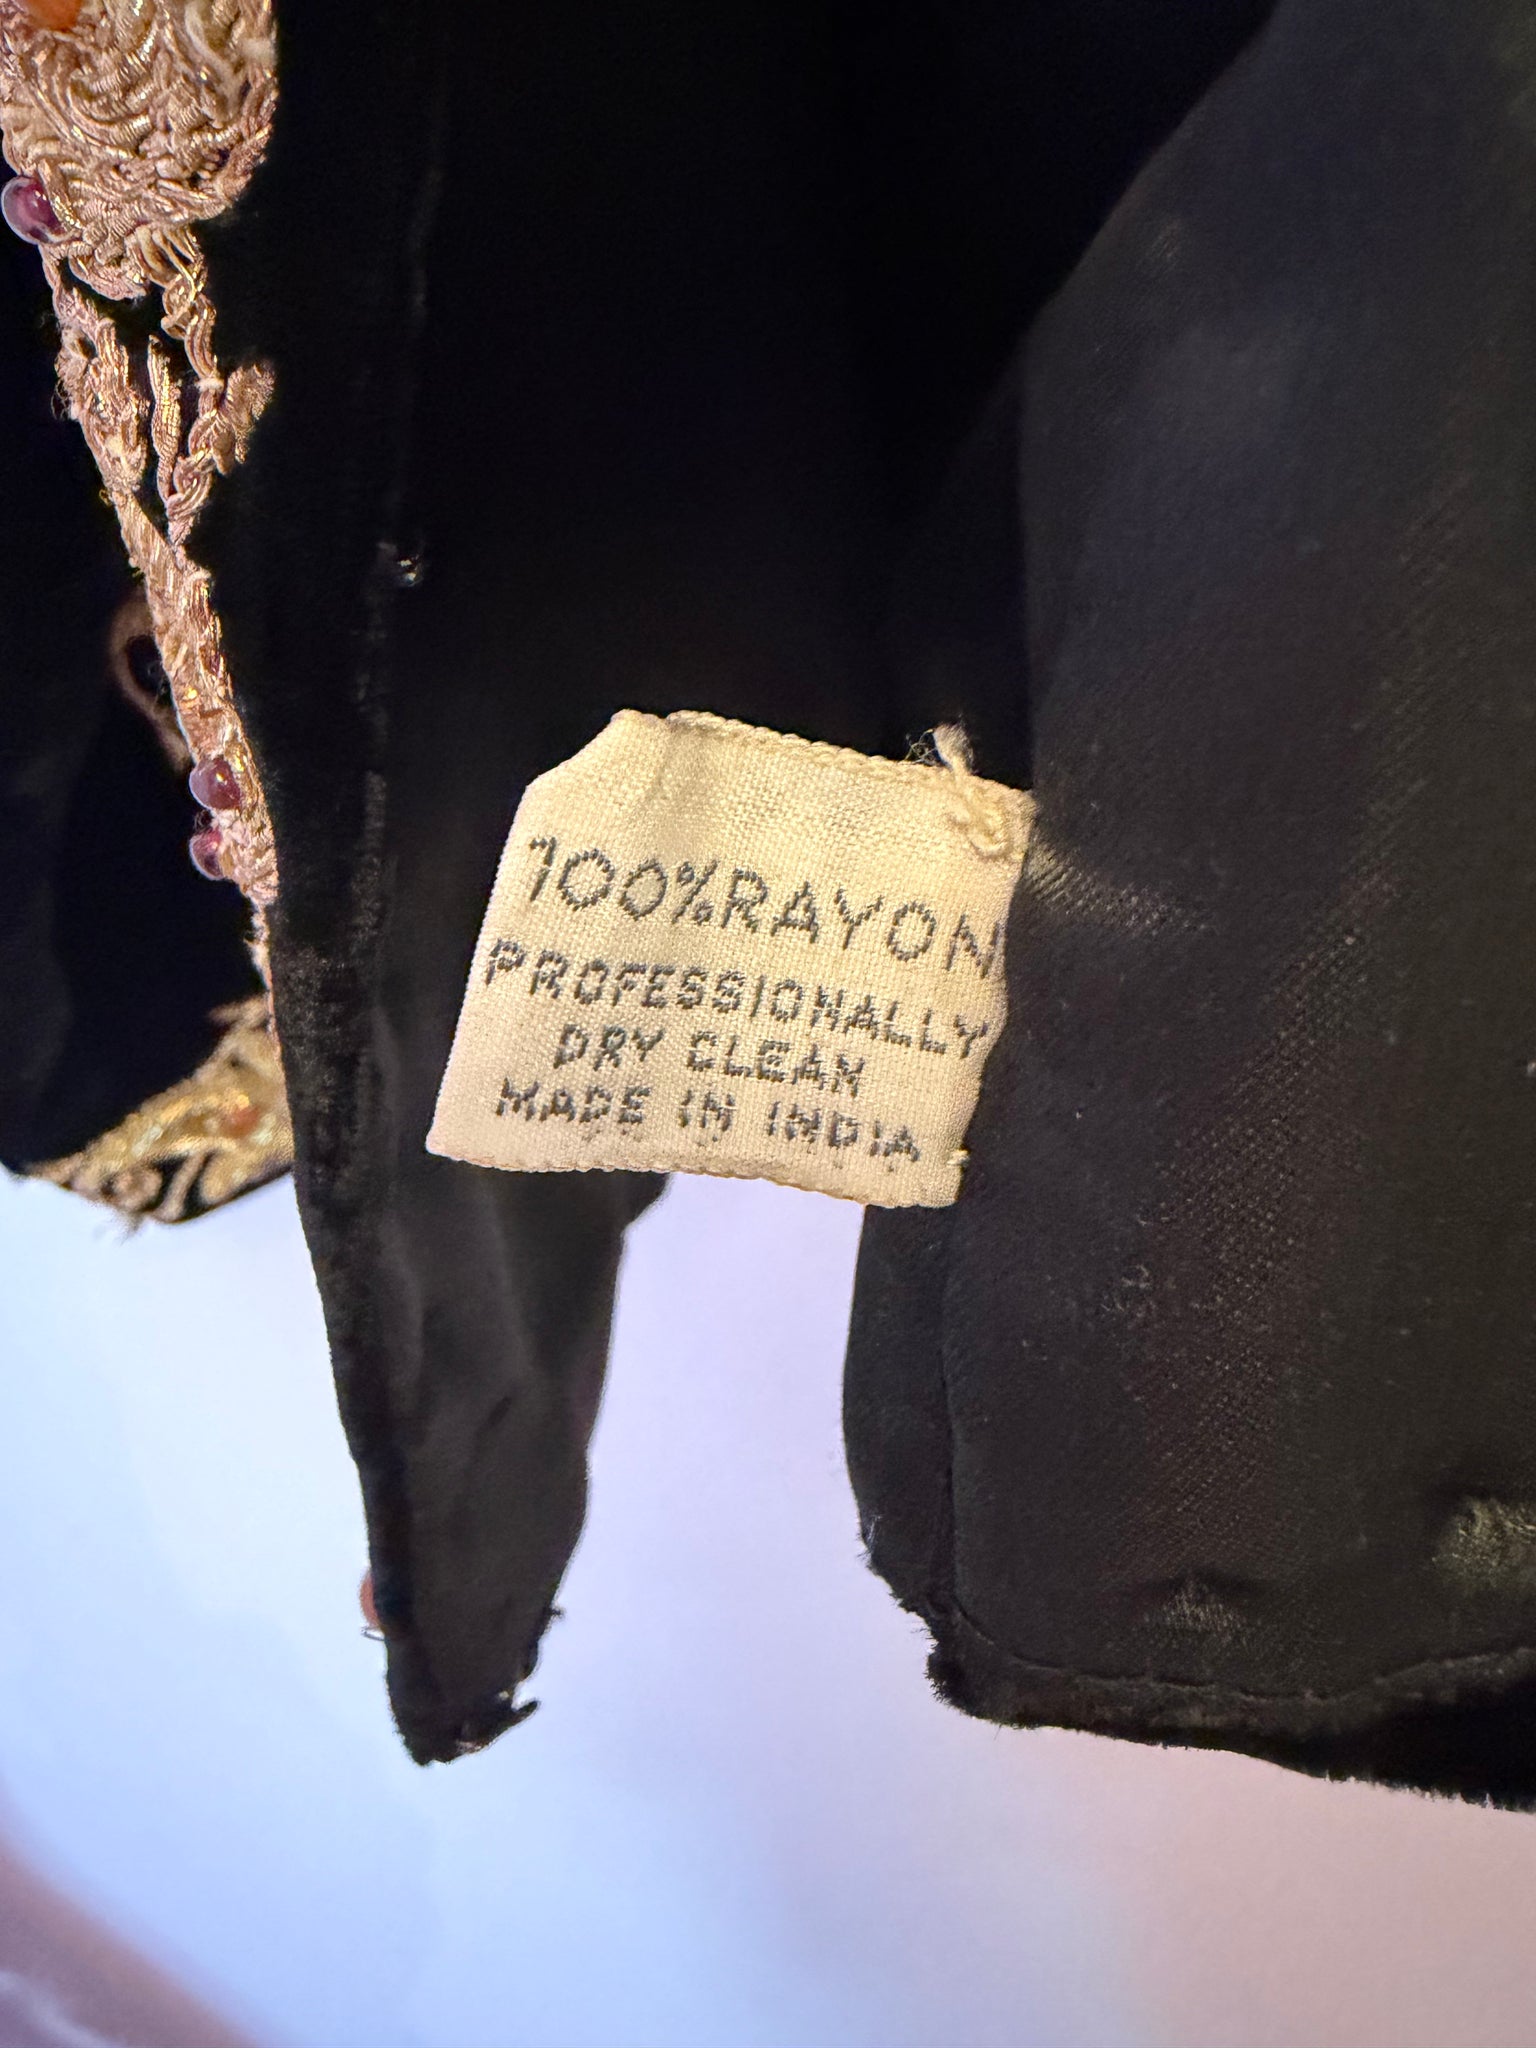 100%RAYON
PROFESSIONALLY
DRY CLEAN
MADE IN INDIA